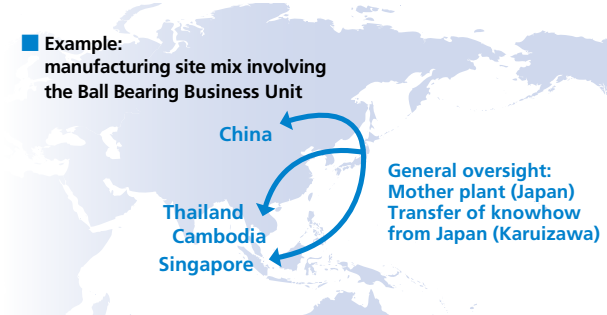 Example:
manufacturing site mix involving
the Ball Bearing Business Unit
China
General oversight:
Mother plant (Japan)
Transfer of knowhow
from Japan (Karuizawa)
Thailand
Cambodia
Singapore